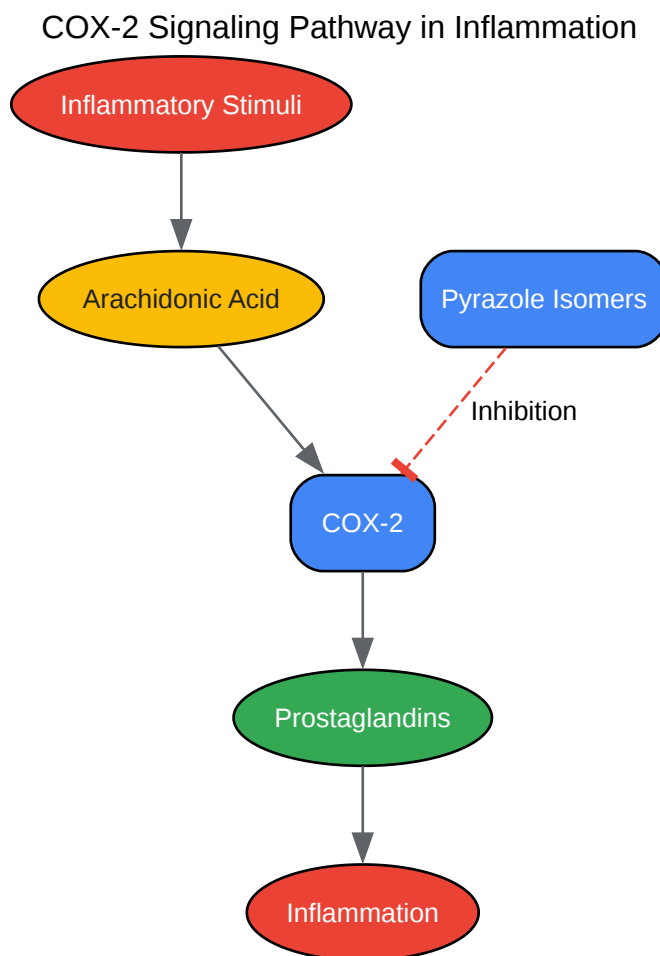 COX-2 Signaling Pathway in Inflammation
Inflammatory Stimuli
Arachidonic Acid
Pyrazole Isomers
Inhibition
COX-2
Prostaglandins
Inflammation